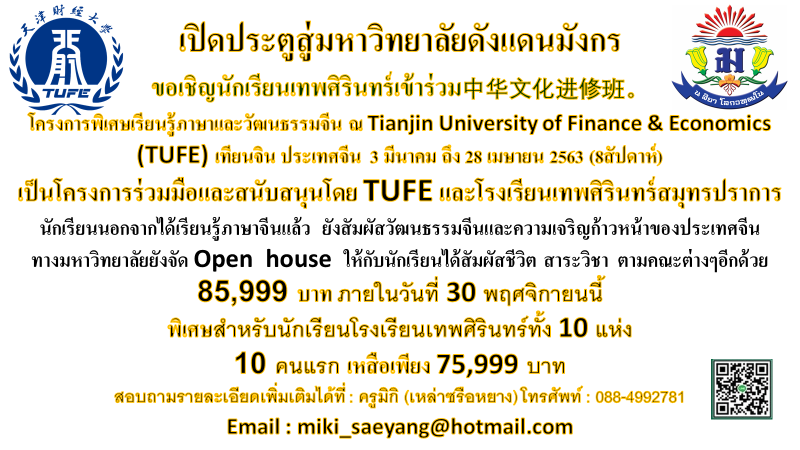 天津财经大学
TUFE
น สิยา โลกวฑฺฒโน
เปิดประตูสู่มหาวิทยาลัยดังแดนมังกร
ขอเชิญนักเรียนเทพศิรินทร์เข้าร่วม中华文化进修班。
โครงการพิเศษเรียนรู้ภาษาและวัฒนธรรมจีน ณ Tianjin University of Finance & Economics
(TUFE) เทียนจิน ประเทศจีน 3 มีนาคม ถึง 28 เมษายน 2563 (8สัปดาห์)
เป็นโครงการร่วมมือและสนับสนุนโดย TUFE และโรงเรียนเทพศิรินทร์สมุทรปราการ
นักเรียนนอกจากได้เรียนรู้ภาษาจีนแล้ว ยังสัมผัสวัฒนธรรมจีนและความเจริญก้าวหน้าของประเทศจีน
ทางมหาวิทยาลัยยังจัด Open house ให้กับนักเรียนได้สัมผัสชีวิต สาระวิชา ตามคณะต่างๆอีกด้วย
85,999 บาท ภายในวันที่ 30 พฤศจิกายนนี้
พิเศษสำหรับนักเรียนโรงเรียนเทพศิรินทร์ทั้ง 10 แห่ง
10 คนแรก เหลือเพียง 75,999 บาท
สอบถามรายละเอียดเพิ่มเติมได้ที่ : ครูมิกิ (เหล่าซรือหยาง) โทรศัพท์ : 088-4992781
Email : miki_saeyang@hotmail.com